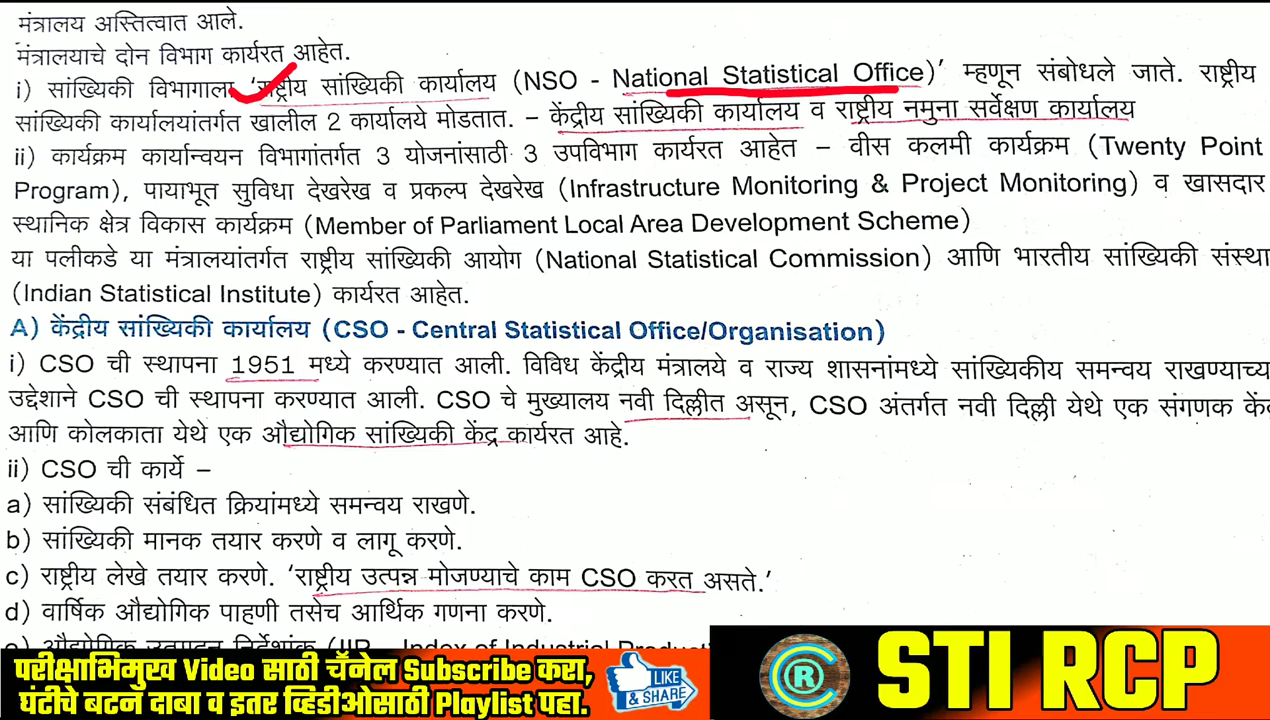 मंत्रालय अस्तित्वात आले.
मंत्रालयाचे दोन विभाग कार्यरत आहेत.
i) सांख्यिकी विभागाला 'राष्ट्रीय सांख्यिकी कार्यालय (NSO - National Statistical Office)' म्हणून संबोधले जाते. राष्ट्रीय
सांख्यिकी कार्यालयांतर्गत खालील 2 कार्यालये मोडतात. – केंद्रीय सांख्यिकी कार्यालय व राष्ट्रीय नमुना सर्वेक्षण कार्यालय
ii) कार्यक्रम कार्यान्वयन विभागांतर्गत 3 योजनांसाठी 3 उपविभाग कार्यरत आहेत – वीस कलमी कार्यक्रम (Twenty Point
Program), पायाभूत सुविधा देखरेख व प्रकल्प देखरेख (Infrastructure Monitoring & Project Monitoring) व खासदार
स्थानिक क्षेत्र विकास कार्यक्रम (Member of Parliament Local Area Development Scheme)
या पलीकडे या मंत्रालयांतर्गत राष्ट्रीय सांख्यिकी आयोग (National Statistical Commission) आणि भारतीय सांख्यिकी संस्था
(Indian Statistical Institute) कार्यरत आहेत.
A) केंद्रीय सांख्यिकी कार्यालय (CSO - Central Statistical Office/Organisation)
i) CSO ची स्थापना 1951 मध्ये करण्यात आली. विविध केंद्रीय मंत्रालये व राज्य शासनांमध्ये सांख्यिकीय समन्वय राखण्याच्या
उद्देशाने CSO ची स्थापना करण्यात आली. CSO चे मुख्यालय नवी दिल्लीत असून, CSO अंतर्गत नवी दिल्ली येथे एक संगणक
आणि कोलकाता येथे एक औद्योगिक सांख्यिकी केंद्र कार्यरत आहे.
ii) CSO ची कार्ये –
a) सांख्यिकी संबंधित क्रियांमध्ये समन्वय राखणे.
b) सांख्यिकी मानक तयार करणे व लागू करणे.
c) राष्ट्रीय लेखे तयार करणे. 'राष्ट्रीय उत्पन्न मोजण्याचे काम CSO करत असते.'
d) वार्षिक औद्योगिक पाहणी तसेच आर्थिक गणना करणे.
e) औद्योगिक उत्पादन निर्देशांक (IIP – Index of Industrial
परीक्षाभिमुख Video साठी चॅनेल Subscribe करा,
घंटीचे बटन दाबा व इतर व्हिडीओसाठी Playlist पहा.
LIKE
& SHARE
R
STI RCP